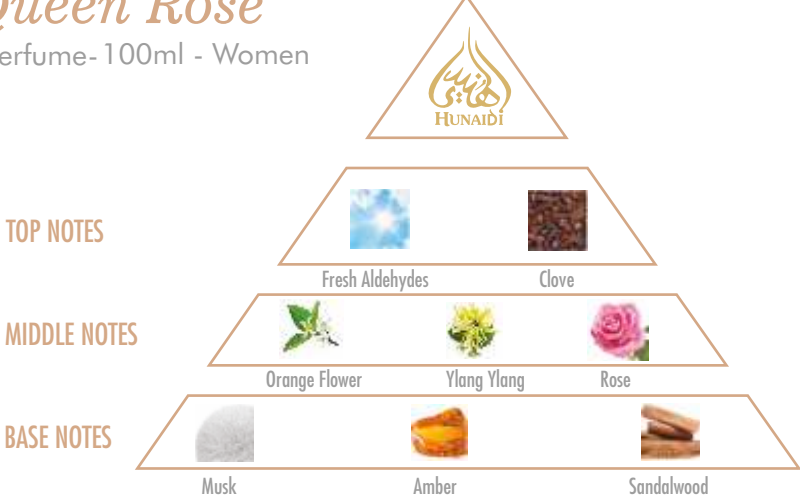 Queen Rose
erfume-100ml - Women
HUNAIDI
TOP NOTES
Fresh Aldehydes Clove
MIDDLE NOTES
Orange Flower Ylang Ylang Rose
BASE NOTES
Musk Amber Sandalwood